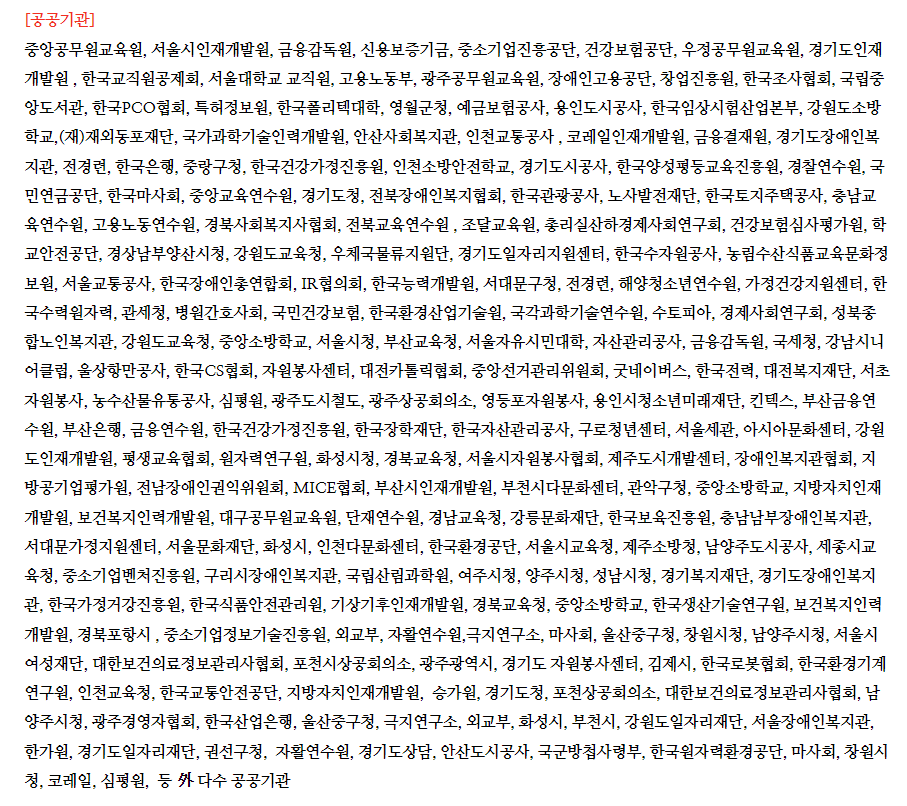 [공공기관]
중앙공무원교육원, 서울시인재개발원, 금융감독원, 신용보증기금, 중소기업진흥공단, 건강보험공단, 우정공무원교육원, 경기도인재
개발원 , 한국교직원공제회, 서울대학교 교직원, 고용노동부, 광주공무원교육원, 장애인고용공단, 창업진흥원, 한국조사협회, 국립중
앙도서관, 한국PCO협회, 특허정보원, 한국폴리텍대학, 영월군청, 예금보험공사, 용인도시공사, 한국임상시험산업본부, 강원도소방
학교,(재)재외동포재단, 국가과학기술인력개발원, 안산사회복지관, 인천교통공사 , 코레일인재개발원, 금융결재원, 경기도장애인복
지관, 전경련, 한국은행, 중랑구청, 한국건강가정진흥원, 인천소방안전학교, 경기도시공사, 한국양성평등교육진흥원, 경찰연수원, 국
민연금공단, 한국마사회, 중앙교육연수원, 경기도청, 전북장애인복지협회, 한국관광공사, 노사발전재단, 한국토지주택공사, 충남교
육연수원, 고용노동연수원, 경북사회복지사협회, 전북교육연수원 , 조달교육원, 총리실산하경제사회연구회, 건강보험심사평가원, 학
교안전공단, 경상남부양산시청, 강원도교육청, 우체국물류지원단, 경기도일자리지원센터, 한국수자원공사, 농림수산식품교육문화정
보원, 서울교통공사, 한국장애인총연합회, IR협의회, 한국능력개발원, 서대문구청, 전경련, 해양청소년연수원, 가정건강지원센터, 한
국수력원자력, 관세청, 병원간호사회, 국민건강보험, 한국환경산업기술원, 국각과학기술연수원, 수토피아, 경제사회연구회, 성북종
합노인복지관, 강원도교육청, 중앙소방학교, 서울시청, 부산교육청, 서울자유시민대학, 자산관리공사, 금융감독원, 국세청, 강남시니
어클럽, 울상항만공사, 한국CS협회, 자원봉사센터, 대전카톨릭협회, 중앙선거관리위원회, 굿네이버스, 한국전력, 대전복지재단, 서초
자원봉사, 농수산물유통공사, 심평원, 광주도시철도, 광주상공회의소, 영등포자원봉사, 용인시청소년미래재단, 킨텍스, 부산금융연
수원, 부산은행, 금융연수원, 한국건강가정진흥원, 한국장학재단, 한국자산관리공사, 구로청년센터, 서울세관, 아시아문화센터, 강원
도인재개발원, 평생교육협회, 원자력연구원, 화성시청, 경북교육청, 서울시자원봉사협회, 제주도시개발센터, 장애인복지관협회, 지
방공기업평가원, 전남장애인권익위원회, MICE협회, 부산시인재개발원, 부천시다문화센터, 관악구청, 중앙소방학교, 지방자치인재
개발원, 보건복지인력개발원, 대구공무원교육원, 단재연수원, 경남교육청, 강릉문화재단, 한국보육진흥원, 충남남부장애인복지관,
서대문가정지원센터, 서울문화재단, 화성시, 인천다문화센터, 한국환경공단, 서울시교육청, 제주소방청, 남양주도시공사, 세종시교
육청, 중소기업벤처진흥원, 구리시장애인복지관, 국립산림과학원, 여주시청, 양주시청, 성남시청, 경기복지재단, 경기도장애인복지
관, 한국가정거강진흥원, 한국식품안전관리원, 기상기후인재개발원, 경북교육청, 중앙소방학교, 한국생산기술연구원, 보건복지인력
개발원, 경북포항시 , 중소기업정보기술진흥원, 외교부, 자활연수원,극지연구소, 마사회, 울산중구청, 창원시청, 남양주시청, 서울시
여성재단, 대한보건의료정보관리사협회, 포천시상공회의소, 광주광역시, 경기도 자원봉사센터, 김제시, 한국로봇협회, 한국환경기계
연구원, 인천교육청, 한국교통안전공단, 지방자치인재개발원,  승가원, 경기도청, 포천상공회의소, 대한보건의료정보관리사협회, 남
양주시청, 광주경영자협회, 한국산업은행, 울산중구청, 극지연구소, 외교부, 화성시, 부천시, 강원도일자리재단, 서울장애인복지관,
한가원, 경기도일자리재단, 권선구청,  자활연수원, 경기도상담, 안산도시공사, 국군방첩사령부, 한국원자력환경공단, 마사회, 창원시
청, 코레일, 심평원,  등 外 다수 공공기관